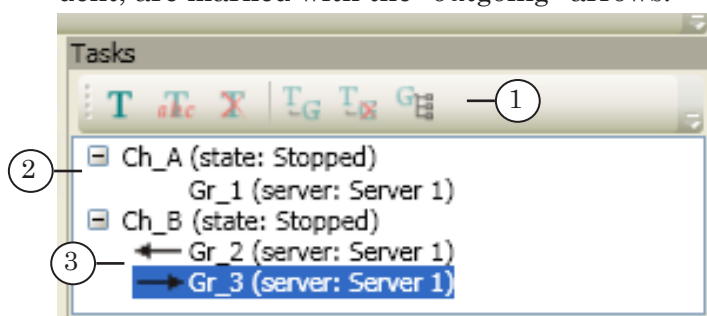 dent, are marked with the "outgoing" arrows.
Tasks
T abc T T G T G 1
2 Ch_A (state: Stopped)
Gr_1 (server: Server 1)
Ch_B (state: Stopped)
3 Gr_2 (server: Server 1)
Gr_3 (server: Server 1)